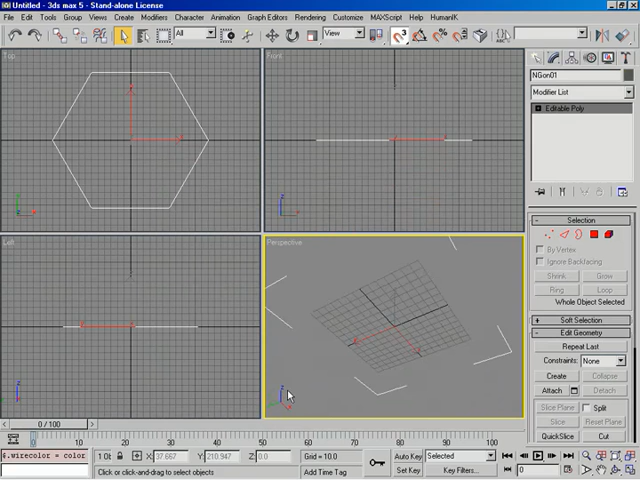 Untitled - 3ds max 5 - Stand-alone License
File Edit Tools Group Views Create Modifiers Character Animation Graph Editors Rendering Customize MAXScript Help HumanIK
All
View
Top
Front
NGon01
Modifier List
Editable Poly
Selection
By Vertex
Ignore Backfacing
Shrink Grow
Ring Loop
Whole Object Selected
Left
Perspective
Soft Selection
Edit Geometry
Repeat Last
Constraints: None
Create Collapse
Attach Detach
Slice Plane Split
Slice Reset Plane
QuickSlice Cut
0 / 100
0 10 20 30 40 50 60 70 80 90 100
$.wirecolor = color
1 Ob X: 37.667 Y: 210.947 Z: 0.0 Grid = 10.0 Auto Key Selected
Click or click-and-drag to select objects Add Time Tag Set Key Key Filters... 0